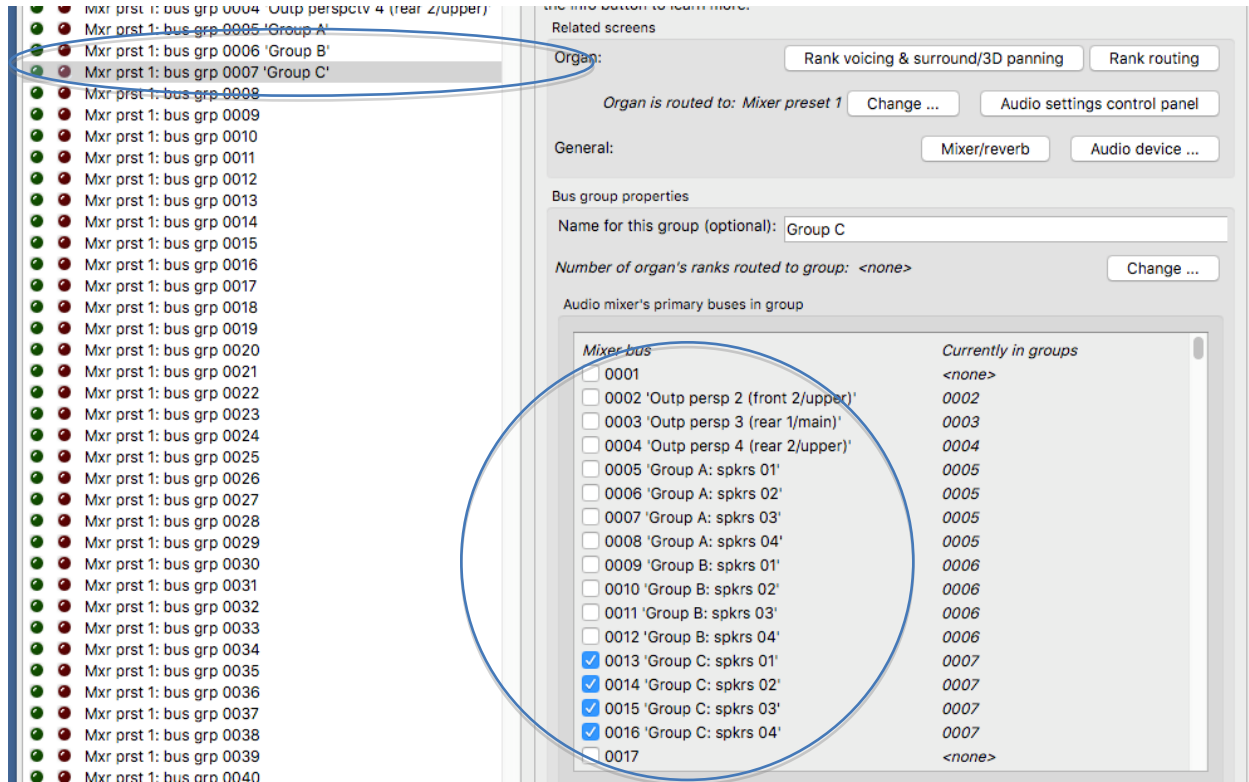 Mxr prst 1: bus grp 0004 'Outp perspctv 4 (rear 2/upper)'
Mxr prst 1: bus grp 0005 'Group A'
Mxr prst 1: bus grp 0006 'Group B'
Mxr prst 1: bus grp 0007 'Group C'
Mxr prst 1: bus grp 0008
Mxr prst 1: bus grp 0009
Mxr prst 1: bus grp 0010
Mxr prst 1: bus grp 0011
Mxr prst 1: bus grp 0012
Mxr prst 1: bus grp 0013
Mxr prst 1: bus grp 0014
Mxr prst 1: bus grp 0015
Mxr prst 1: bus grp 0016
Mxr prst 1: bus grp 0017
Mxr prst 1: bus grp 0018
Mxr prst 1: bus grp 0019
Mxr prst 1: bus grp 0020
Mxr prst 1: bus grp 0021
Mxr prst 1: bus grp 0022
Mxr prst 1: bus grp 0023
Mxr prst 1: bus grp 0024
Mxr prst 1: bus grp 0025
Mxr prst 1: bus grp 0026
Mxr prst 1: bus grp 0027
Mxr prst 1: bus grp 0028
Mxr prst 1: bus grp 0029
Mxr prst 1: bus grp 0030
Mxr prst 1: bus grp 0031
Mxr prst 1: bus grp 0032
Mxr prst 1: bus grp 0033
Mxr prst 1: bus grp 0034
Mxr prst 1: bus grp 0035
Mxr prst 1: bus grp 0036
Mxr prst 1: bus grp 0037
Mxr prst 1: bus grp 0038
Mxr prst 1: bus grp 0039
Mxr prst 1: bus grp 0040
the info button to learn more.
Related screens
Organ: Rank voicing & surround/3D panning Rank routing
Organ is routed to: Mixer preset 1 Change ... Audio settings control panel
General: Mixer/reverb Audio device ...
Bus group properties
Name for this group (optional): Group C
Number of organ's ranks routed to group: <none> Change ...
Audio mixer's primary buses in group
Mixer bus Currently in groups
0001 <none>
0002 'Outp persp 2 (front 2/upper)' 0002
0003 'Outp persp 3 (rear 1/main)' 0003
0004 'Outp persp 4 (rear 2/upper)' 0004
0005 'Group A: spkrs 01' 0005
0006 'Group A: spkrs 02' 0005
0007 'Group A: spkrs 03' 0005
0008 'Group A: spkrs 04' 0005
0009 'Group B: spkrs 01' 0006
0010 'Group B: spkrs 02' 0006
0011 'Group B: spkrs 03' 0006
0012 'Group B: spkrs 04' 0006
0013 'Group C: spkrs 01' 0007
0014 'Group C: spkrs 02' 0007
0015 'Group C: spkrs 03' 0007
0016 'Group C: spkrs 04' 0007
0017 <none>